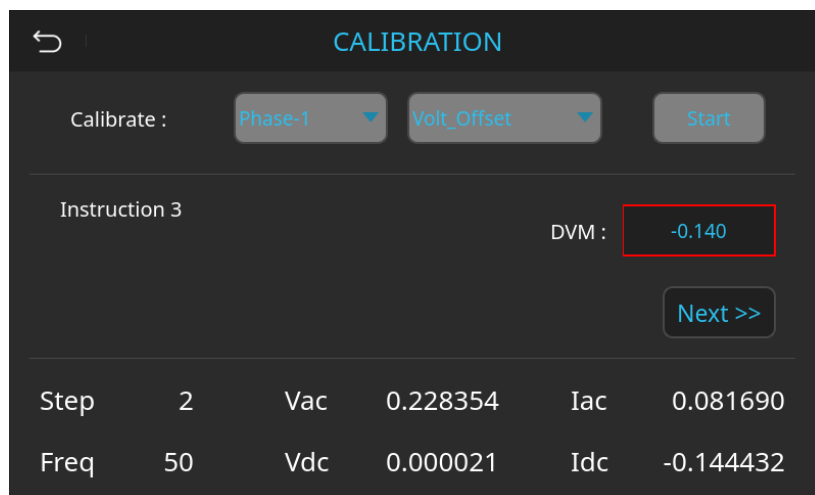 CALIBRATION
Calibrate : Phase-1 Volt_Offset Start
Instruction 3
DVM : -0.140
Next >>
Step 2 Vac 0.228354 Iac 0.081690
Freq 50 Vdc 0.000021 Idc -0.144432